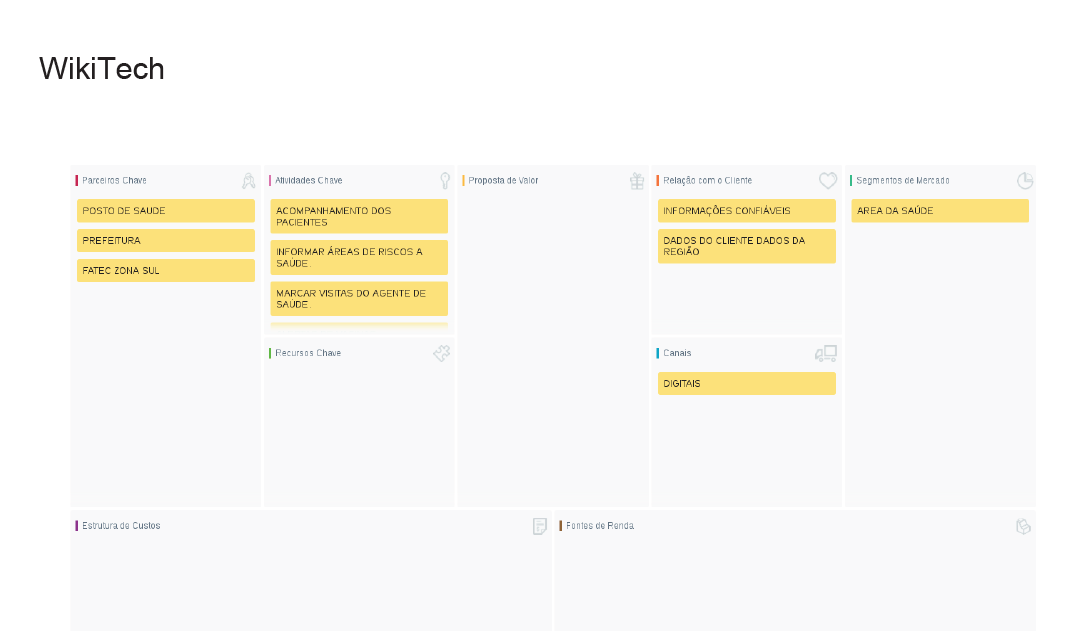 WikiTech
Parceiros Chave
POSTO DE SAUDE
PREFEITURA
FATEC ZONA SUL
Atividades Chave
ACOMPANHAMENTO DOS
PACIENTES
INFORMAR ÁREAS DE RISCOS A
SAÚDE.
MARCAR VISITAS DO AGENTE DE
SAÚDE.
Recursos Chave
Proposta de Valor
Relação com o Cliente
INFORMAÇÕES CONFIÁVEIS
DADOS DO CLIENTE DADOS DA
REGIÃO
Canais
DIGITAIS
Segmentos de Mercado
AREA DA SAÚDE
Estrutura de Custos
Fontes de Renda